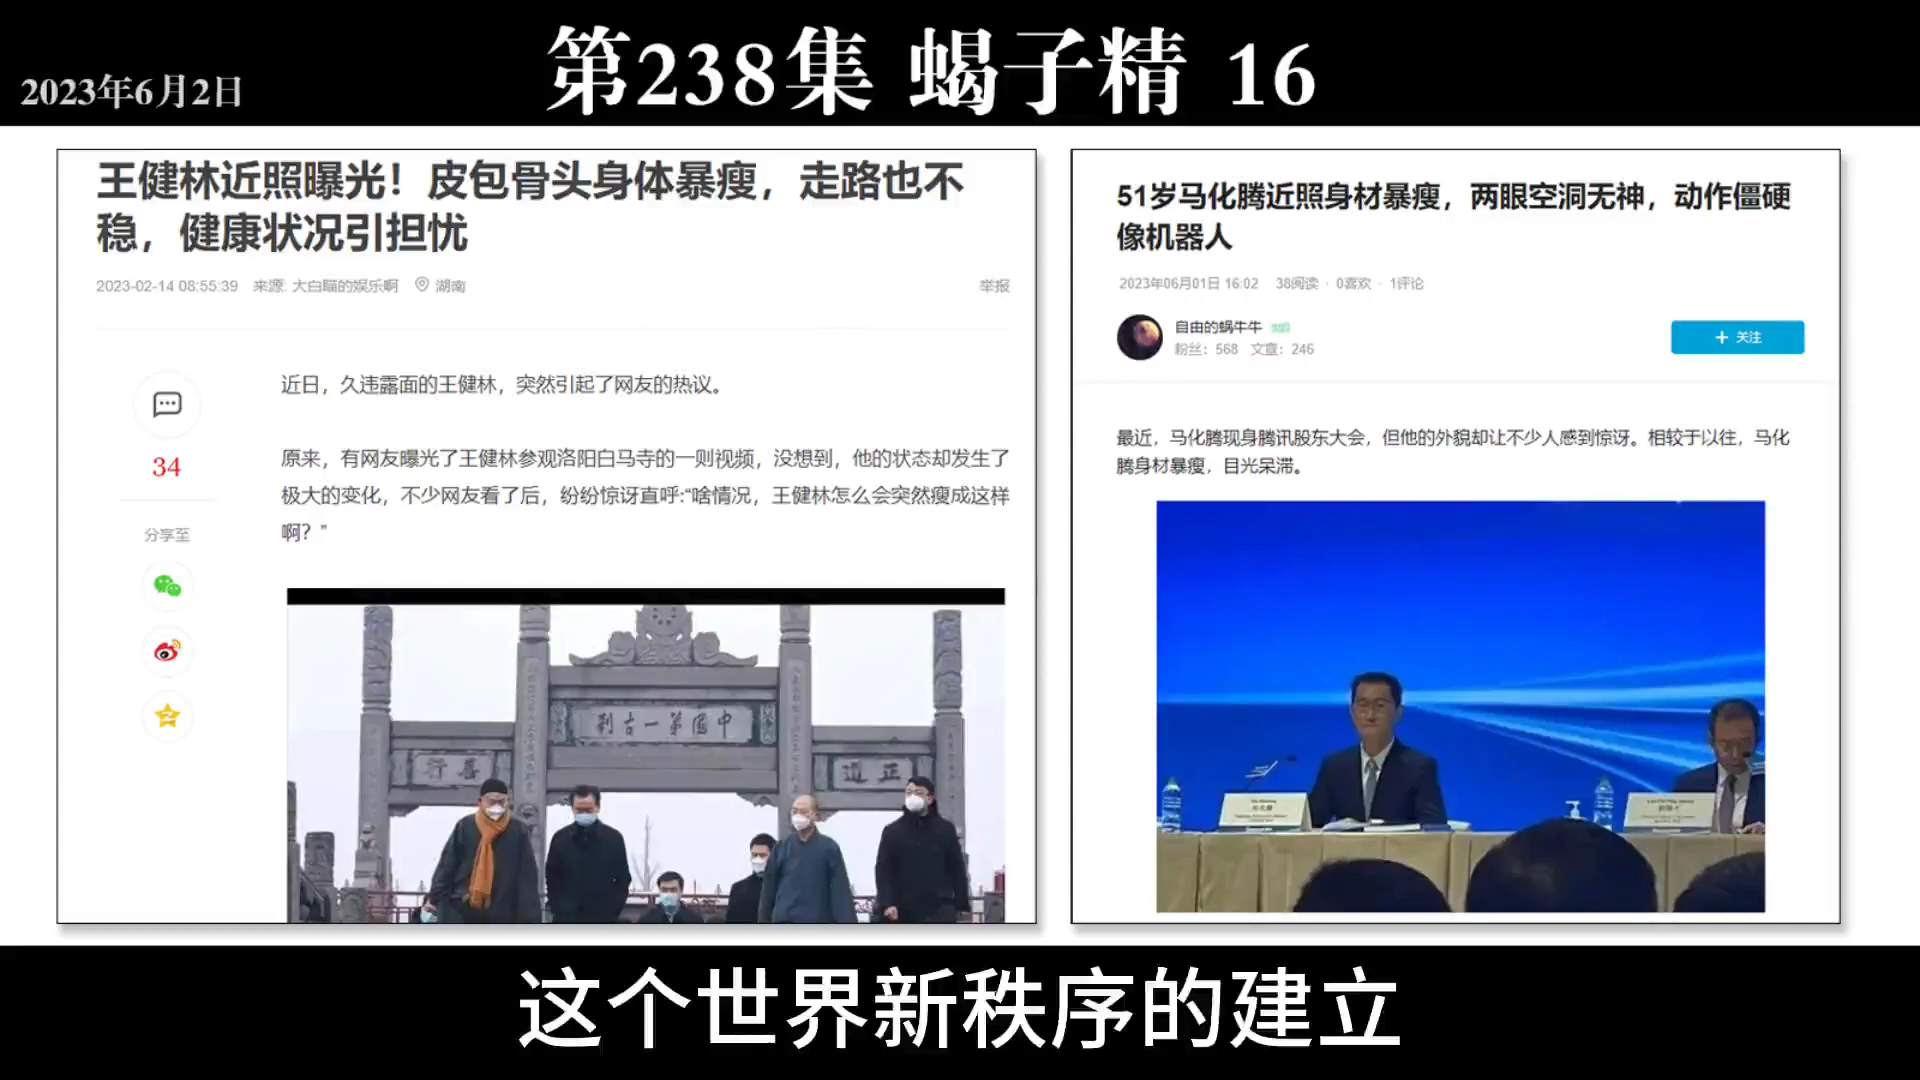 第238集 蝎子精 16
2023年6月2日
王健林近照曝光！皮包骨头身体暴瘦，走路也不
稳，健康状况引担忧
2023-02-14 08:55:39 来源: 大白瞄的娱乐啊 湖南
举报
近日，久违露面的王健林，突然引起了网友的热议。
34
原来，有网友曝光了王健林参观洛阳白马寺的一则视频，没想到，他的状态却发生了
极大的变化，不少网友看了后，纷纷惊讶直呼:“啥情况，王健林怎么会突然瘦成这样
啊？”
分享至
刹古一第國中
行善
道正
51岁马化腾近照身材暴瘦，两眼空洞无神，动作僵硬
像机器人
2023年06月01日 16:02 38阅读 · 0喜欢 · 1评论
自由的蜗牛牛
粉丝：568 文章：246
+ 关注
最近，马化腾现身腾讯股东大会，但他的外貌却让不少人感到惊讶。相较于以往，马化
腾身材暴瘦，目光呆滞。
这个世界新秩序的建立